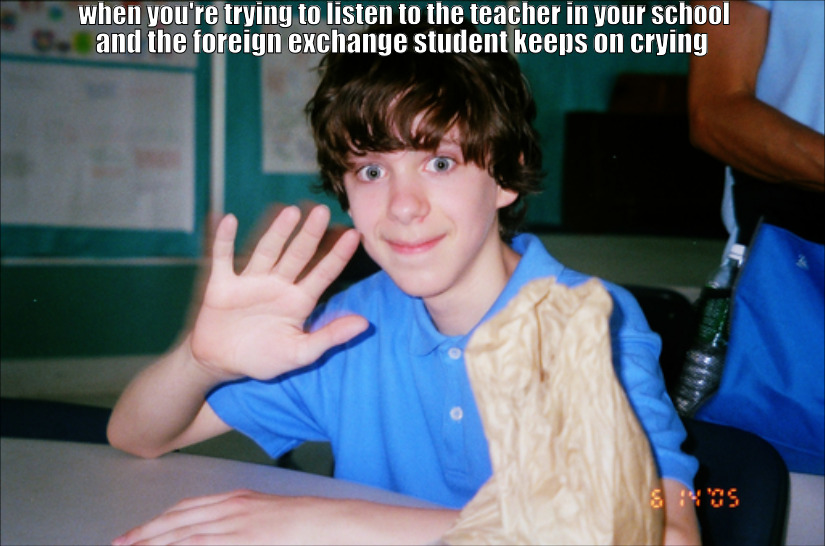 when you're trying to listen to the teacher in your school
and the foreign exchange student keeps on crying
6 14 '05